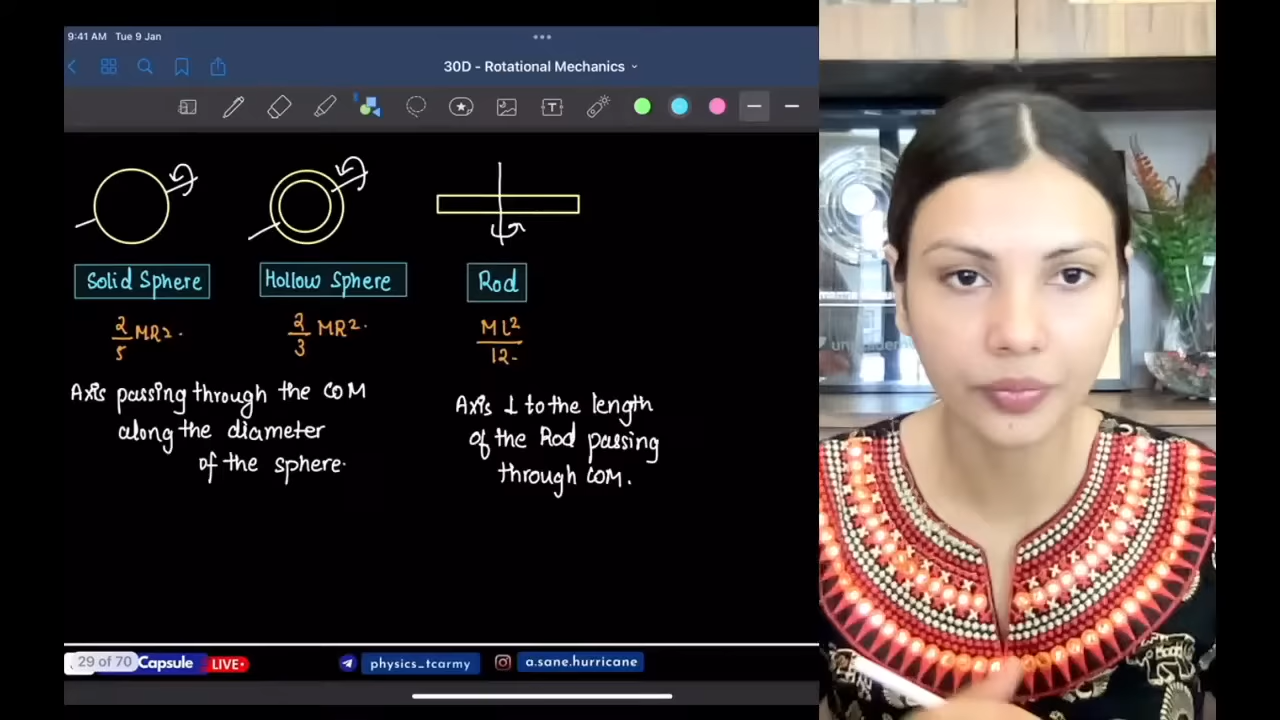 9:41 AM Tue 9 Jan
30D - Rotational Mechanics
T
Solid Sphere
Hollow Sphere
Rod
2/5 MR2.
2/3 MR2.
ML2/12.
Axis passing through the COM
along the diameter
of the sphere.
Axis ⊥ to the length
of the Rod passing
through COM.
29 of 70
Capsule
LIVE
physics_tcarmy
a.sane.hurricane